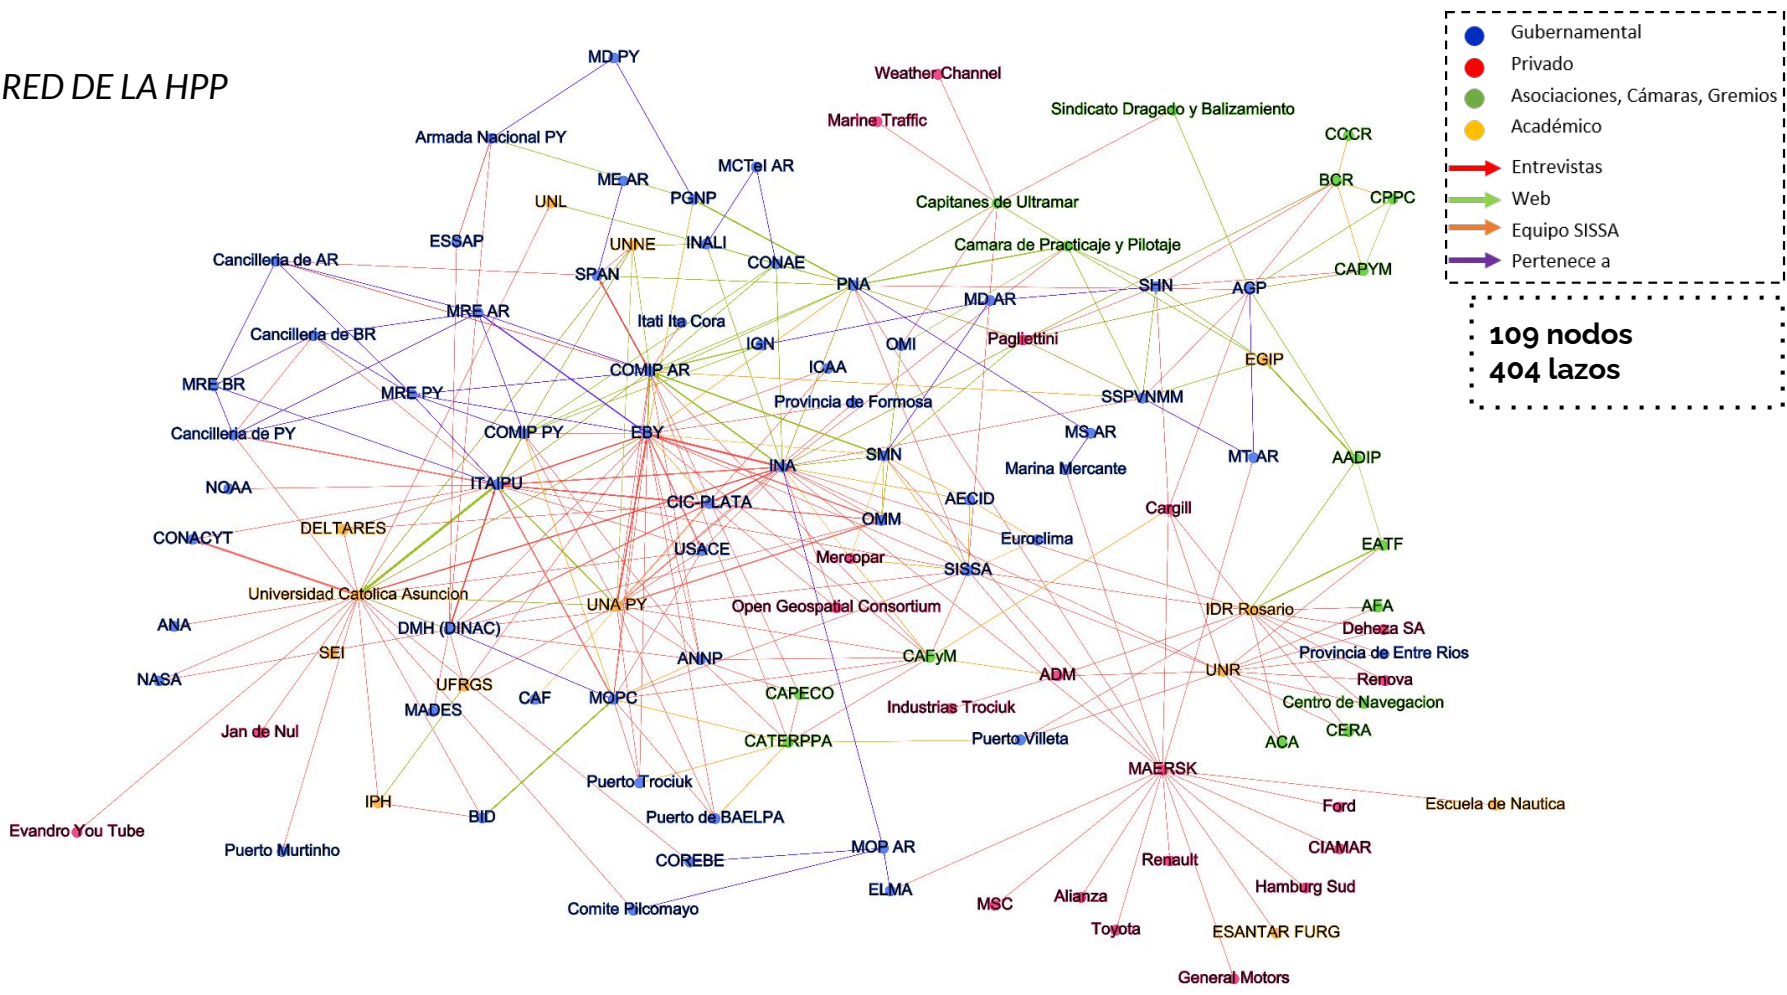 RED DE LA HPP
Gubernamental
Privado
Asociaciones, Cámaras, Gremios
Académico
Entrevistas
Web
Equipo SISSA
Pertenece a
109 nodos
404 lazos
MD PY
Weather Channel
Marine Traffic
Sindicato Dragado y Balizamiento
CCCR
Armada Nacional PY
MCTeI AR
ME AR
BCR
PGNP
CPPC
UNL
Capitanes de Ultramar
ESSAP
UNNE
INALI
Camara de Practicaje y Pilotaje
Cancilleria de AR
CONAE
SPAN
CAPYM
PNA
SHN
AGP
MD AR
MRE AR
Itati Ita Cora
Cancilleria de BR
IGN
OMI
Pagliettini
EGIP
COMIP AR
ICAA
MRE BR
MRE PY
Provincia de Formosa
SSPVNMM
Cancilleria de PY
COMIP PY
EBY
MS AR
SMN
MT AR
AADIP
INA
Marina Mercante
NOAA
ITAIPU
CIC-PLATA
AECID
Cargill
OMM
CONACYT
DELTARES
Euroclima
EATF
USACE
Mercopar
SISSA
Universidad Catolica Asuncion
UNA PY
Open Geospatial Consortium
IDR Rosario
AFA
ANA
DMH (DINAC)
Deheza SA
SEI
ANNP
CAFyM
Provincia de Entre Rios
NASA
ADM
UNR
Renova
UFRGS
CAF
MOPC
CAPECO
MADES
Industrias Trociuk
Centro de Navegacion
Jan de Nul
CATERPPA
Puerto Villeta
ACA
CERA
MAERSK
Puerto Trociuk
IPH
BID
Puerto de BAELPA
Ford
Escuela de Nautica
Evandro You Tube
Puerto Murtinho
COREBE
MOP AR
Renault
CIAMAR
ELMA
Hamburg Sud
Comite Pilcomayo
MSC
Alianza
Toyota
ESANTAR FURG
General Motors